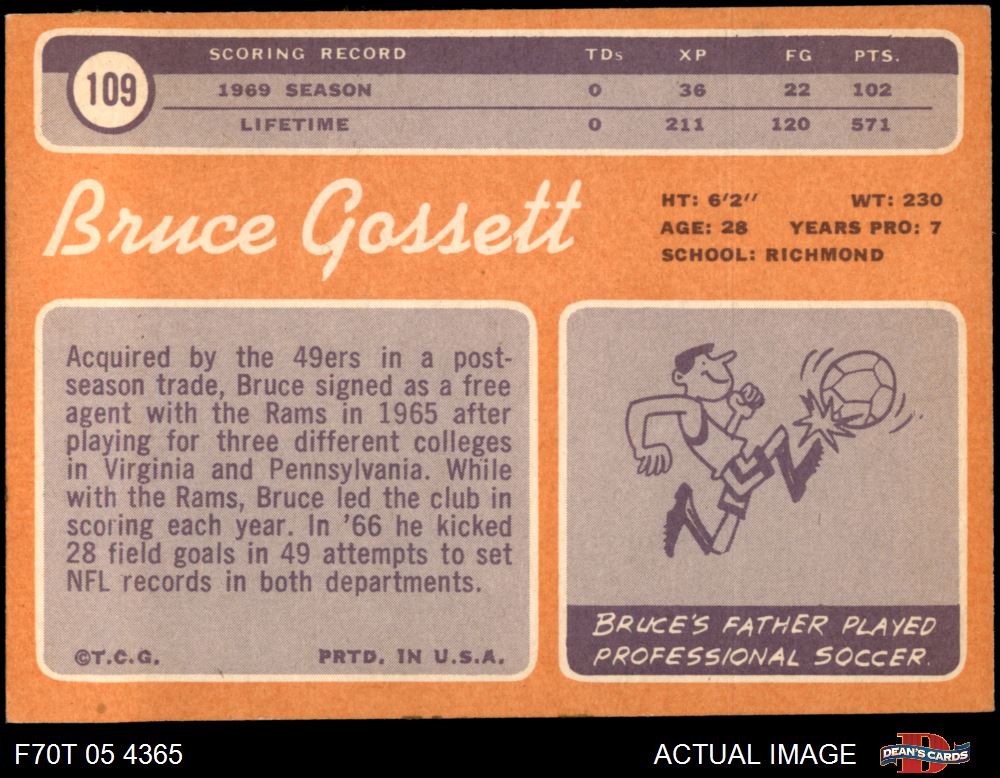 109
SCORING RECORD TDs XP FG PTS.
1969 SEASON 0 36 22 102
LIFETIME 0 211 120 571
Bruce Gossett
HT: 6'2'' WT: 230
AGE: 28 YEARS PRO: 7
SCHOOL: RICHMOND
Acquired by the 49ers in a post-
season trade, Bruce signed as a free
agent with the Rams in 1965 after
playing for three different colleges
in Virginia and Pennsylvania. While
with the Rams, Bruce led the club in
scoring each year. In '66 he kicked
28 field goals in 49 attempts to set
NFL records in both departments.
©T.C.G. PRTD. IN U.S.A.
BRUCE'S FATHER PLAYED
PROFESSIONAL SOCCER.
F70T 05 4365 ACTUAL IMAGE
D
DEAN'S CARDS